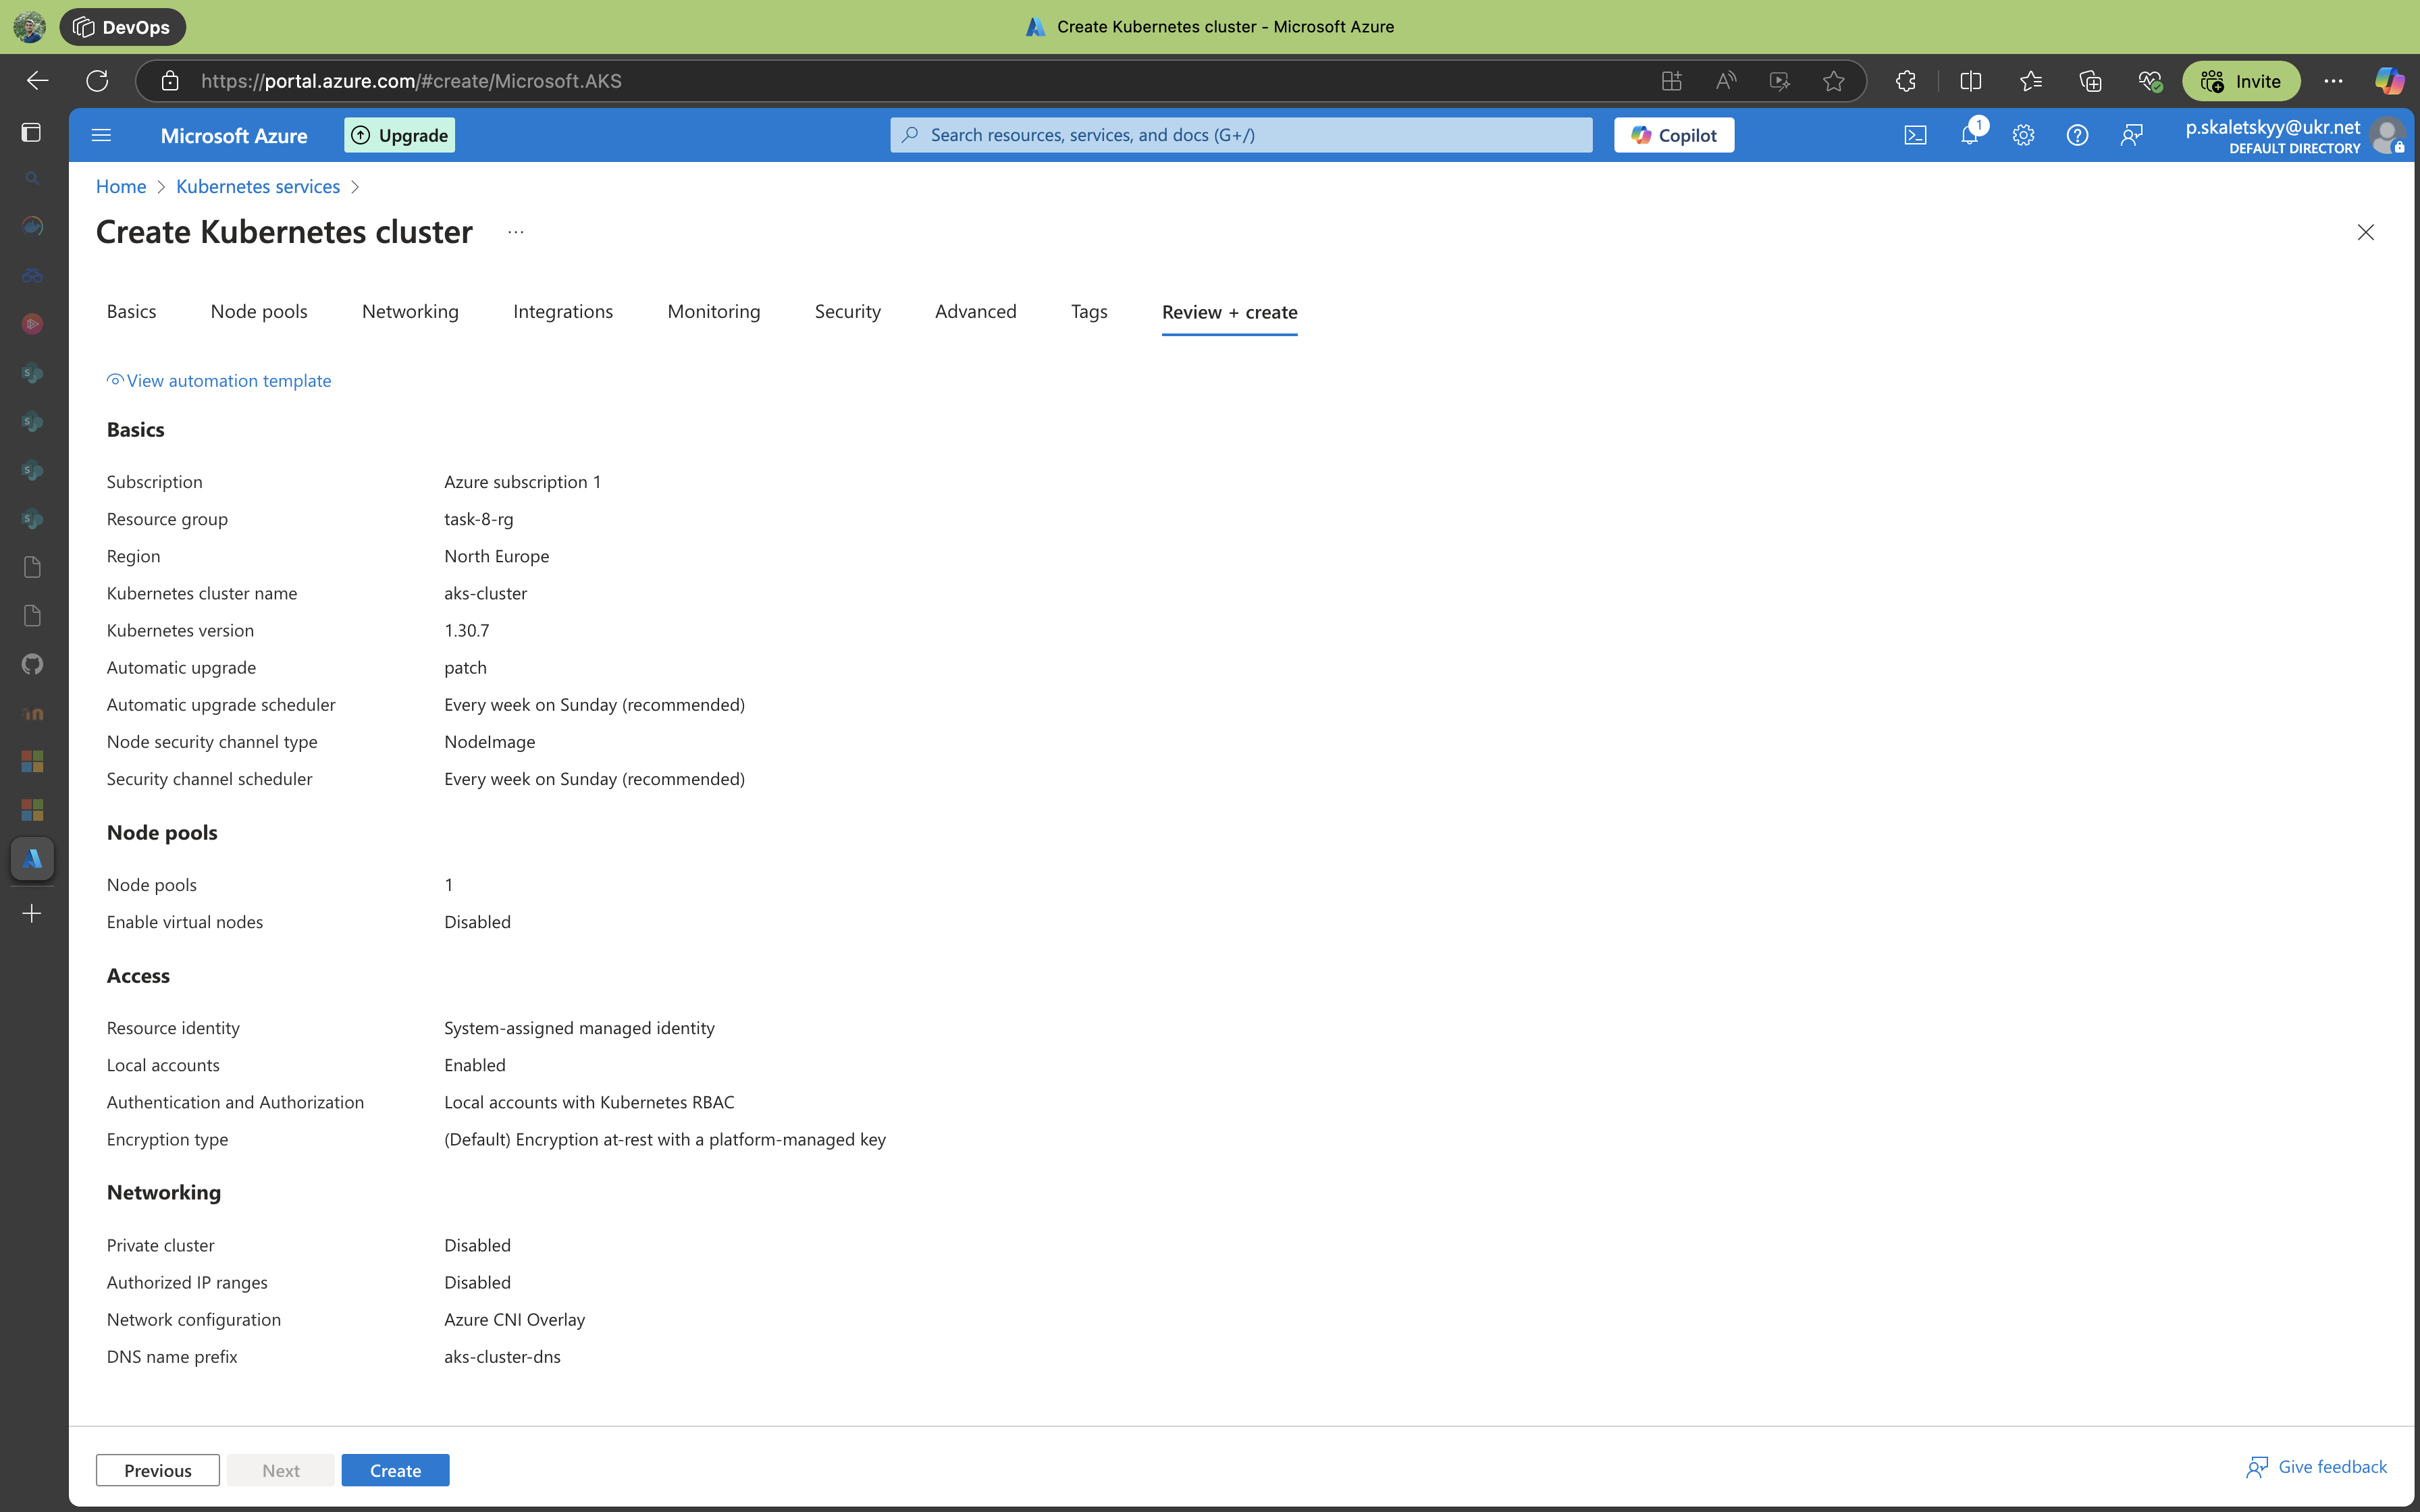 DevOps
Create Kubernetes cluster - Microsoft Azure
https://portal.azure.com/#create/Microsoft.AKS
Invite
Microsoft Azure
Upgrade
Search resources, services, and docs (G+/)
Copilot
1
p.skaletskyy@ukr.net
DEFAULT DIRECTORY
Home > Kubernetes services >
Create Kubernetes cluster ...
Basics Node pools Networking Integrations Monitoring Security Advanced Tags Review + create
View automation template
Basics
Subscription Azure subscription 1
Resource group task-8-rg
Region North Europe
Kubernetes cluster name aks-cluster
Kubernetes version 1.30.7
Automatic upgrade patch
Automatic upgrade scheduler Every week on Sunday (recommended)
Node security channel type NodeImage
Security channel scheduler Every week on Sunday (recommended)
Node pools
Node pools 1
Enable virtual nodes Disabled
Access
Resource identity System-assigned managed identity
Local accounts Enabled
Authentication and Authorization Local accounts with Kubernetes RBAC
Encryption type (Default) Encryption at-rest with a platform-managed key
Networking
Private cluster Disabled
Authorized IP ranges Disabled
Network configuration Azure CNI Overlay
DNS name prefix aks-cluster-dns
Previous Next Create
Give feedback